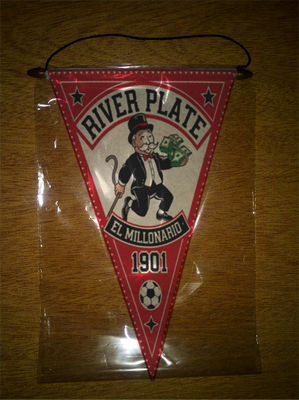 RIVER PLATE
EL MILLONARIO
1901